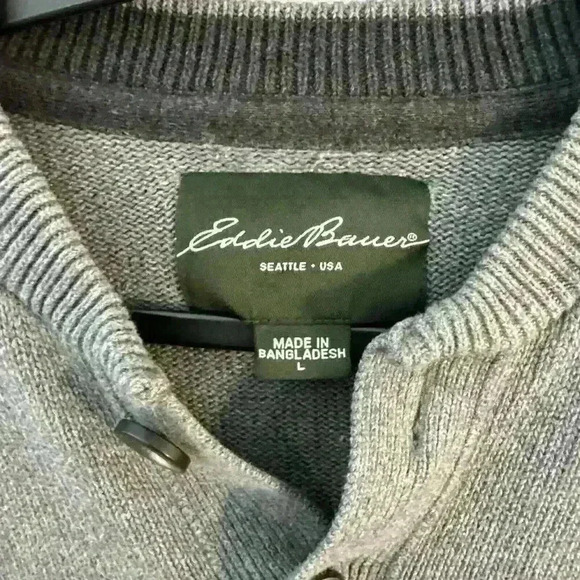 Eddie Bauer®
SEATTLE • USA
MADE IN
BANGLADESH
L